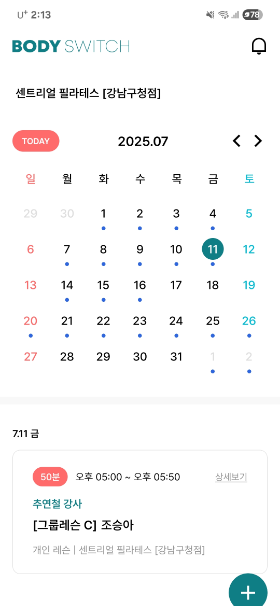 U+ 2:13 78
BODY SWITCH
센트리얼 필라테스 [강남구청점]
TODAY 2025.07
일 월 화 수 목 금 토
29 30 1 2 3 4 5
6 7 8 9 10 11 12
13 14 15 16 17 18 19
20 21 22 23 24 25 26
27 28 29 30 31 1 2
7.11 금
50분 오후 05:00 ~ 오후 05:50 상세보기
추연철 강사
[그룹레슨 C] 조승아
개인 레슨 | 센트리얼 필라테스 [강남구청점]